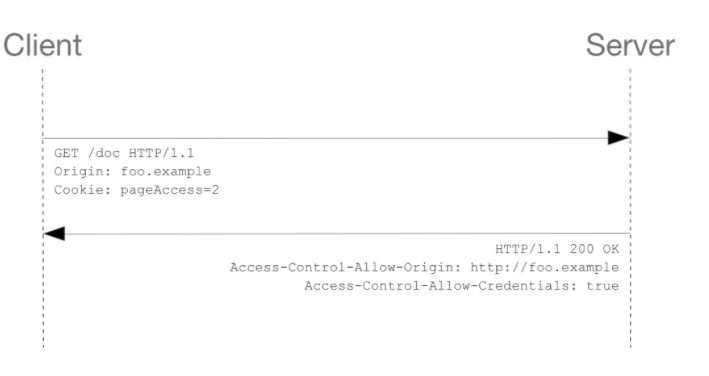 Client
Server
GET /doc HTTP/1.1
Origin: foo.example
Cookie: pageAccess=2
HTTP/1.1 200 OK
Access-Control-Allow-Origin: http://foo.example
Access-Control-Allow-Credentials: true